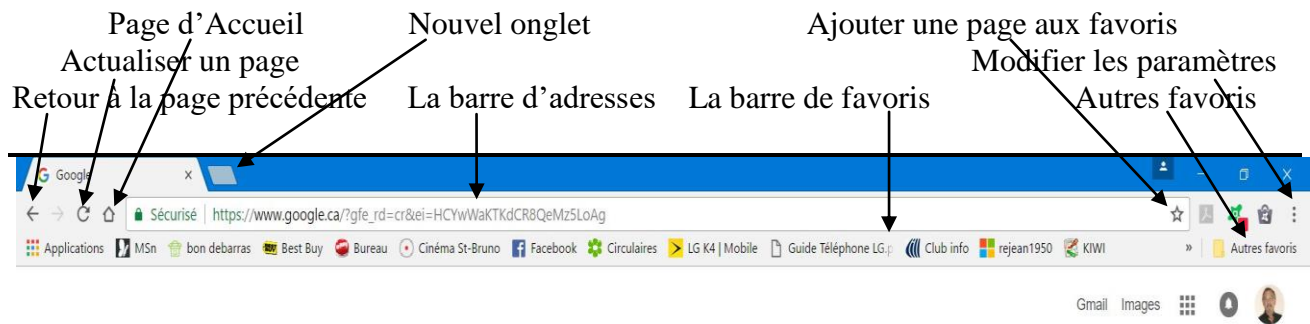 Page d’Accueil Nouvel onglet Ajouter une page aux favoris
Actualiser un page Modifier les paramètres
Retour à la page précédente La barre d’adresses La barre de favoris Autres favoris
Google
Sécurisé https://www.google.ca/?gfe_rd=cr&ei=HCYwWaKTKdCR8QeMz5LoAg
Applications MSn bon debarras Best Buy Bureau Cinéma St-Bruno Facebook Circulaires LG K4 | Mobile Guide Téléphone LG.p Club info rejean1950 KIWI » Autres favoris
Gmail Images